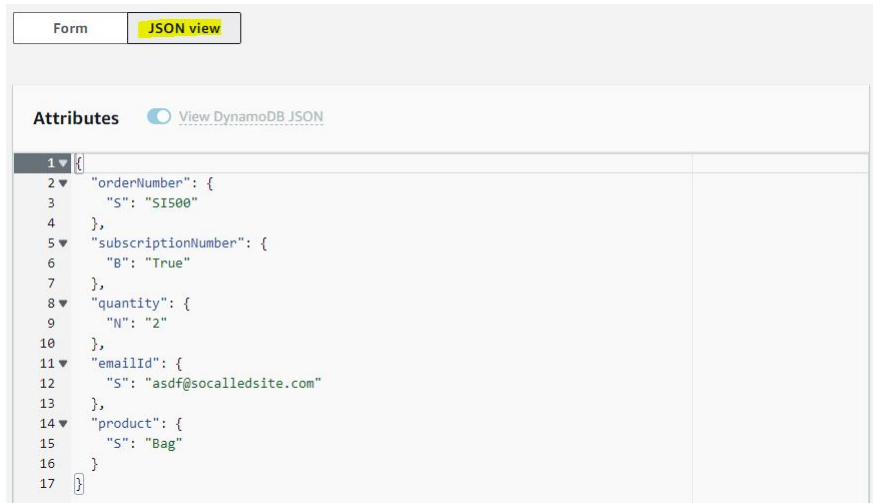 Form JSON view
Attributes View DynamoDB JSON
1 {
2 "orderNumber": {
3 "S": "SI500"
4 },
5 "subscriptionNumber": {
6 "B": "True"
7 },
8 "quantity": {
9 "N": "2"
10 },
11 "emailId": {
12 "S": "asdf@socalledsite.com"
13 },
14 "product": {
15 "S": "Bag"
16 }
17 }